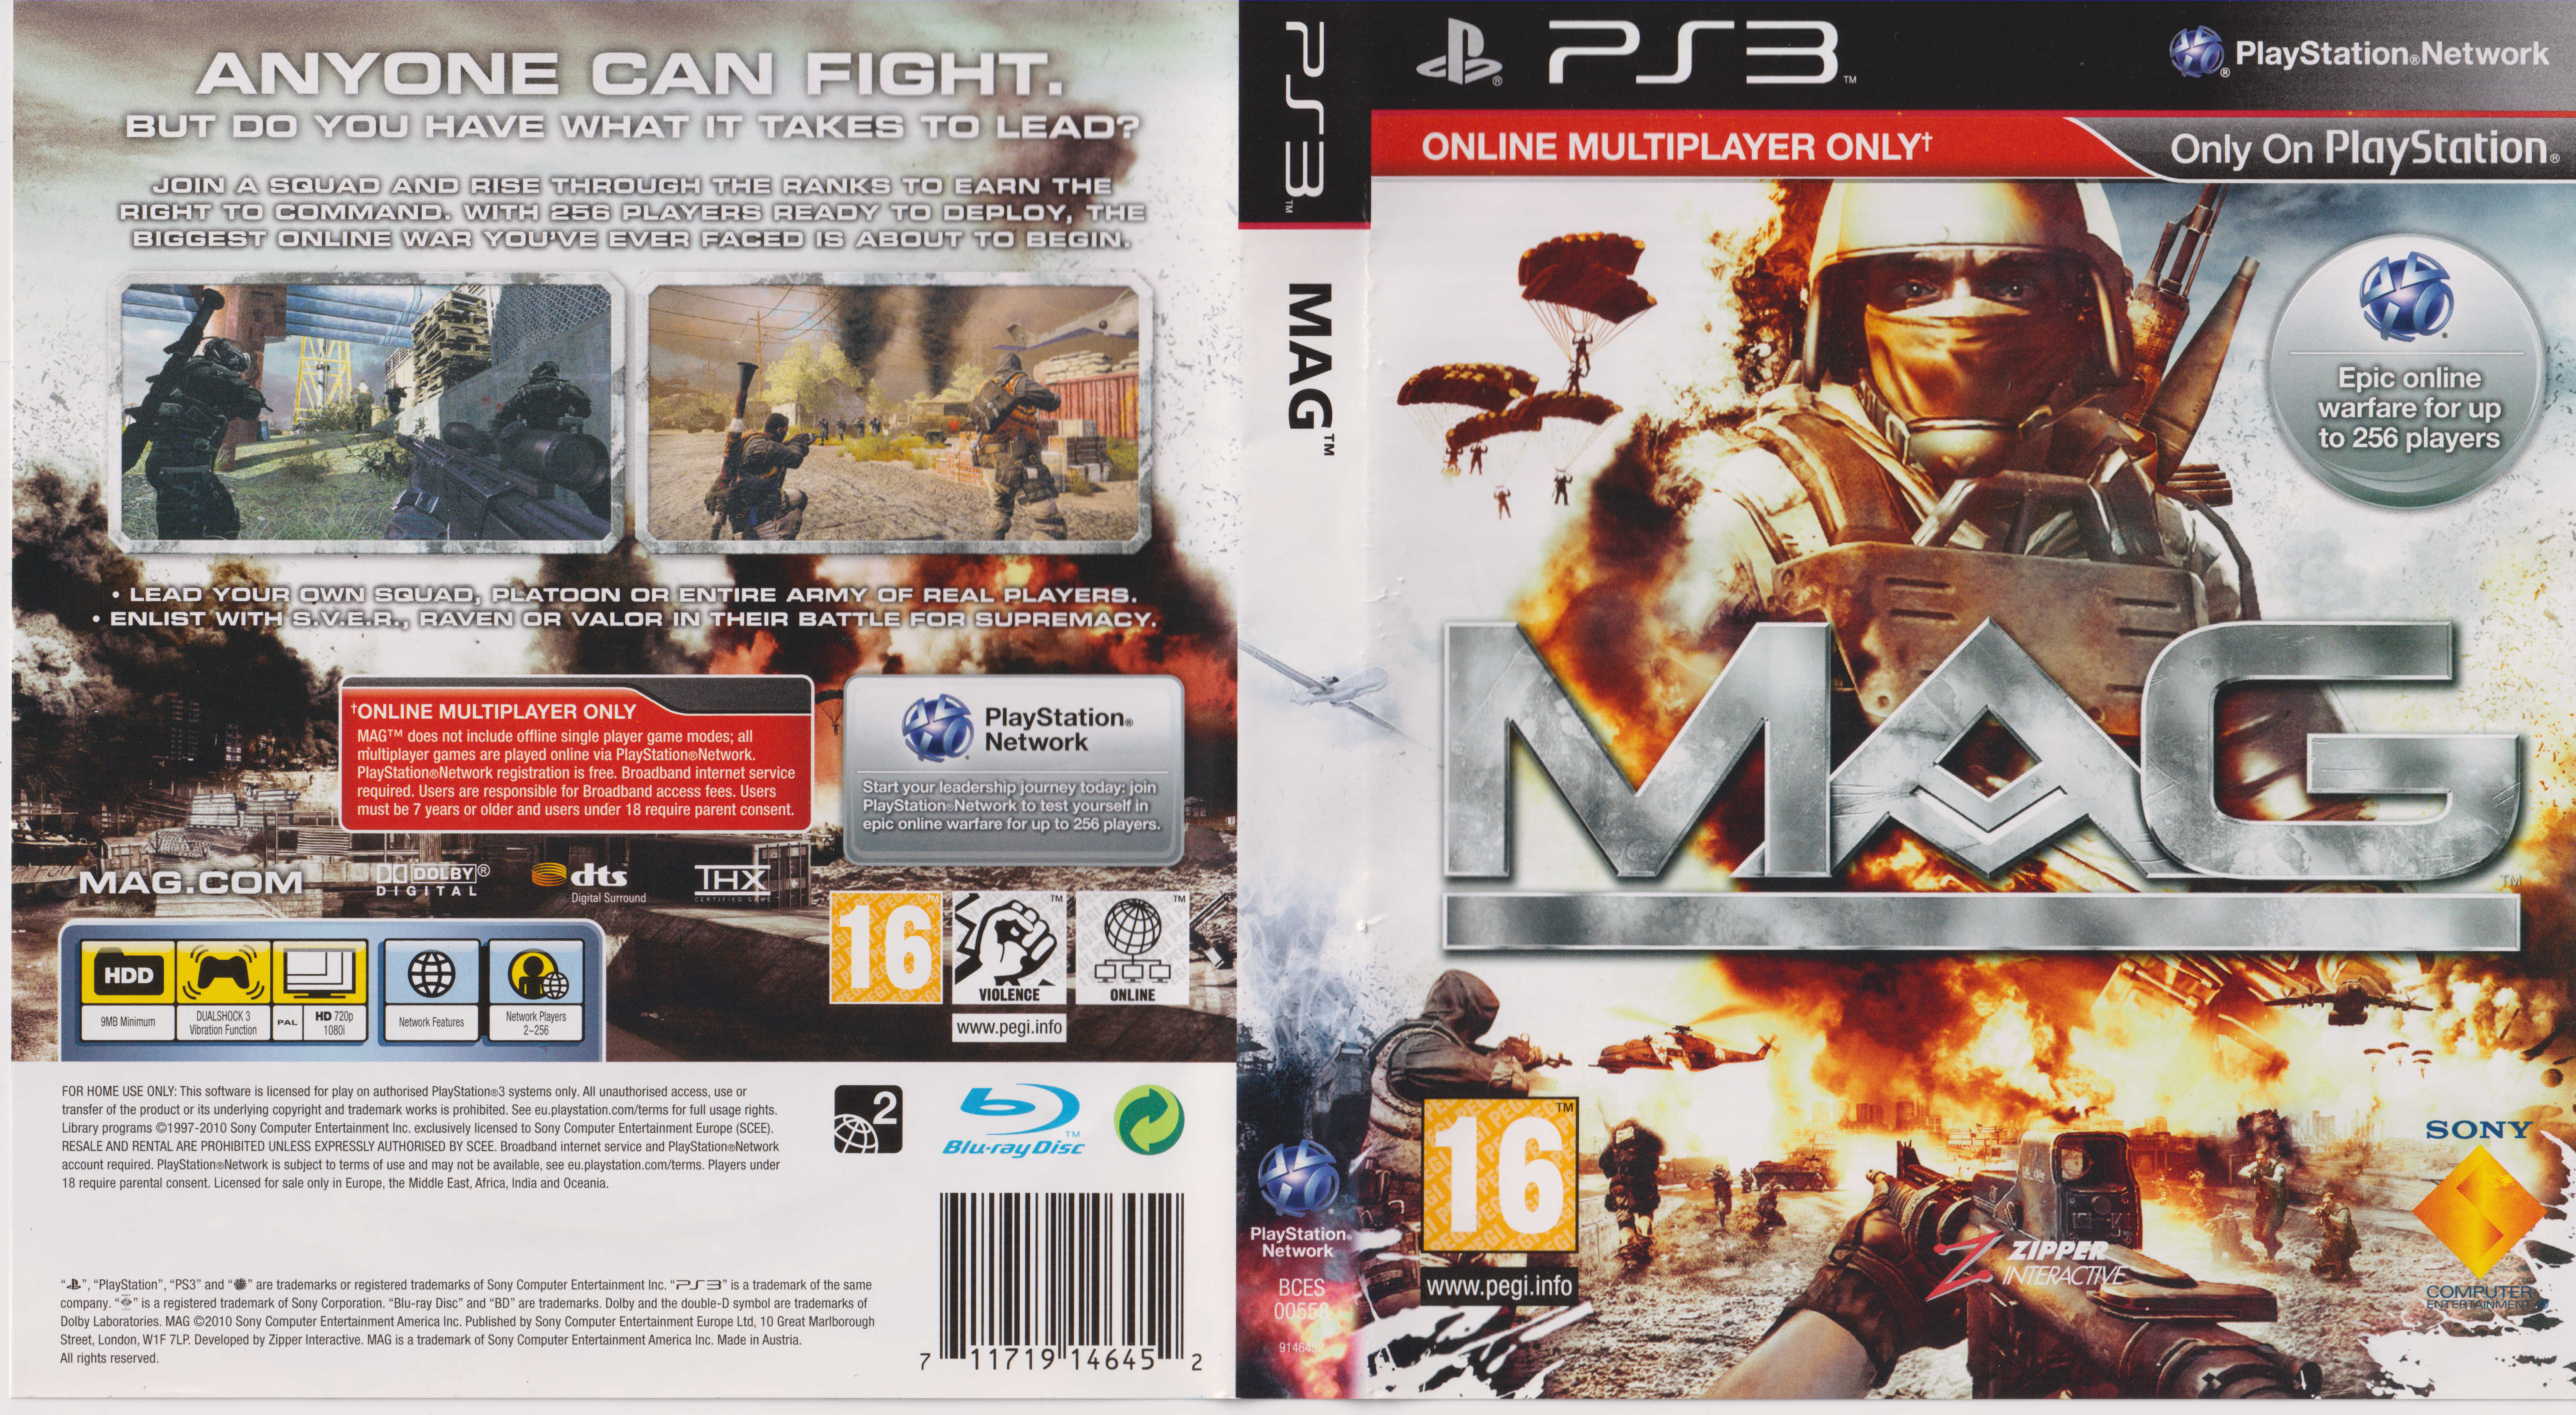 ANYONE CAN FIGHT.
BUT DO YOU HAVE WHAT IT TAKES TO LEAD?
JOIN A SQUAD AND RISE THROUGH THE RANKS TO EARN THE
RIGHT TO COMMAND. WITH 256 PLAYERS READY TO DEPLOY, THE
BIGGEST ONLINE WAR YOU'VE EVER FACED IS ABOUT TO BEGIN.
• LEAD YOUR OWN SQUAD, PLATOON OR ENTIRE ARMY OF REAL PLAYERS.
• ENLIST WITH S.V.E.R., RAVEN OR VALOR IN THEIR BATTLE FOR SUPREMACY.
†ONLINE MULTIPLAYER ONLY
MAG™ does not include offline single player game modes; all
multiplayer games are played online via PlayStation®Network.
PlayStation®Network registration is free. Broadband internet service
required. Users are responsible for Broadband access fees. Users
must be 7 years or older and users under 18 require parent consent.
PlayStation®
Network
Start your leadership journey today: join
PlayStation®Network to test yourself in
epic online warfare for up to 256 players.
MAG.COM
DOLBY®
DIGITAL
dts
Digital Surround
THX
CERTIFIED GAME
16™
VIOLENCE
ONLINE
www.pegi.info
HDD
9MB Minimum
DUALSHOCK 3
Vibration Function
PAL
HD 720p
1080i
Network Features
Network Players
2~256
FOR HOME USE ONLY: This software is licensed for play on authorised PlayStation®3 systems only. All unauthorised access, use or
transfer of the product or its underlying copyright and trademark works is prohibited. See eu.playstation.com/terms for full usage rights.
Library programs ©1997-2010 Sony Computer Entertainment Inc. exclusively licensed to Sony Computer Entertainment Europe (SCEE).
RESALE AND RENTAL ARE PROHIBITED UNLESS EXPRESSLY AUTHORISED BY SCEE. Broadband internet service and PlayStation®Network
account required. PlayStation®Network is subject to terms of use and may not be available, see eu.playstation.com/terms. Players under
18 require parental consent. Licensed for sale only in Europe, the Middle East, Africa, India and Oceania.
2
Blu-ray Disc™
"", "PlayStation", "PS3" and "" are trademarks or registered trademarks of Sony Computer Entertainment Inc. "PS3" is a trademark of the same
company. "" is a registered trademark of Sony Corporation. "Blu-ray Disc" and "BD" are trademarks. Dolby and the double-D symbol are trademarks of
Dolby Laboratories. MAG ©2010 Sony Computer Entertainment America Inc. Published by Sony Computer Entertainment Europe Ltd, 10 Great Marlborough
Street, London, W1F 7LP. Developed by Zipper Interactive. MAG is a trademark of Sony Computer Entertainment America Inc. Made in Austria.
All rights reserved.
7 11719 14645 2
PS3™
MAG™
PlayStation®
Network
BCES
PS3™
PlayStation®Network
ONLINE MULTIPLAYER ONLY†
Only On PlayStation®
Epic online
warfare for up
to 256 players
MAG™
16™
www.pegi.info
ZIPPER
INTERACTIVE
SONY
COMPUTER
ENTERTAINMENT